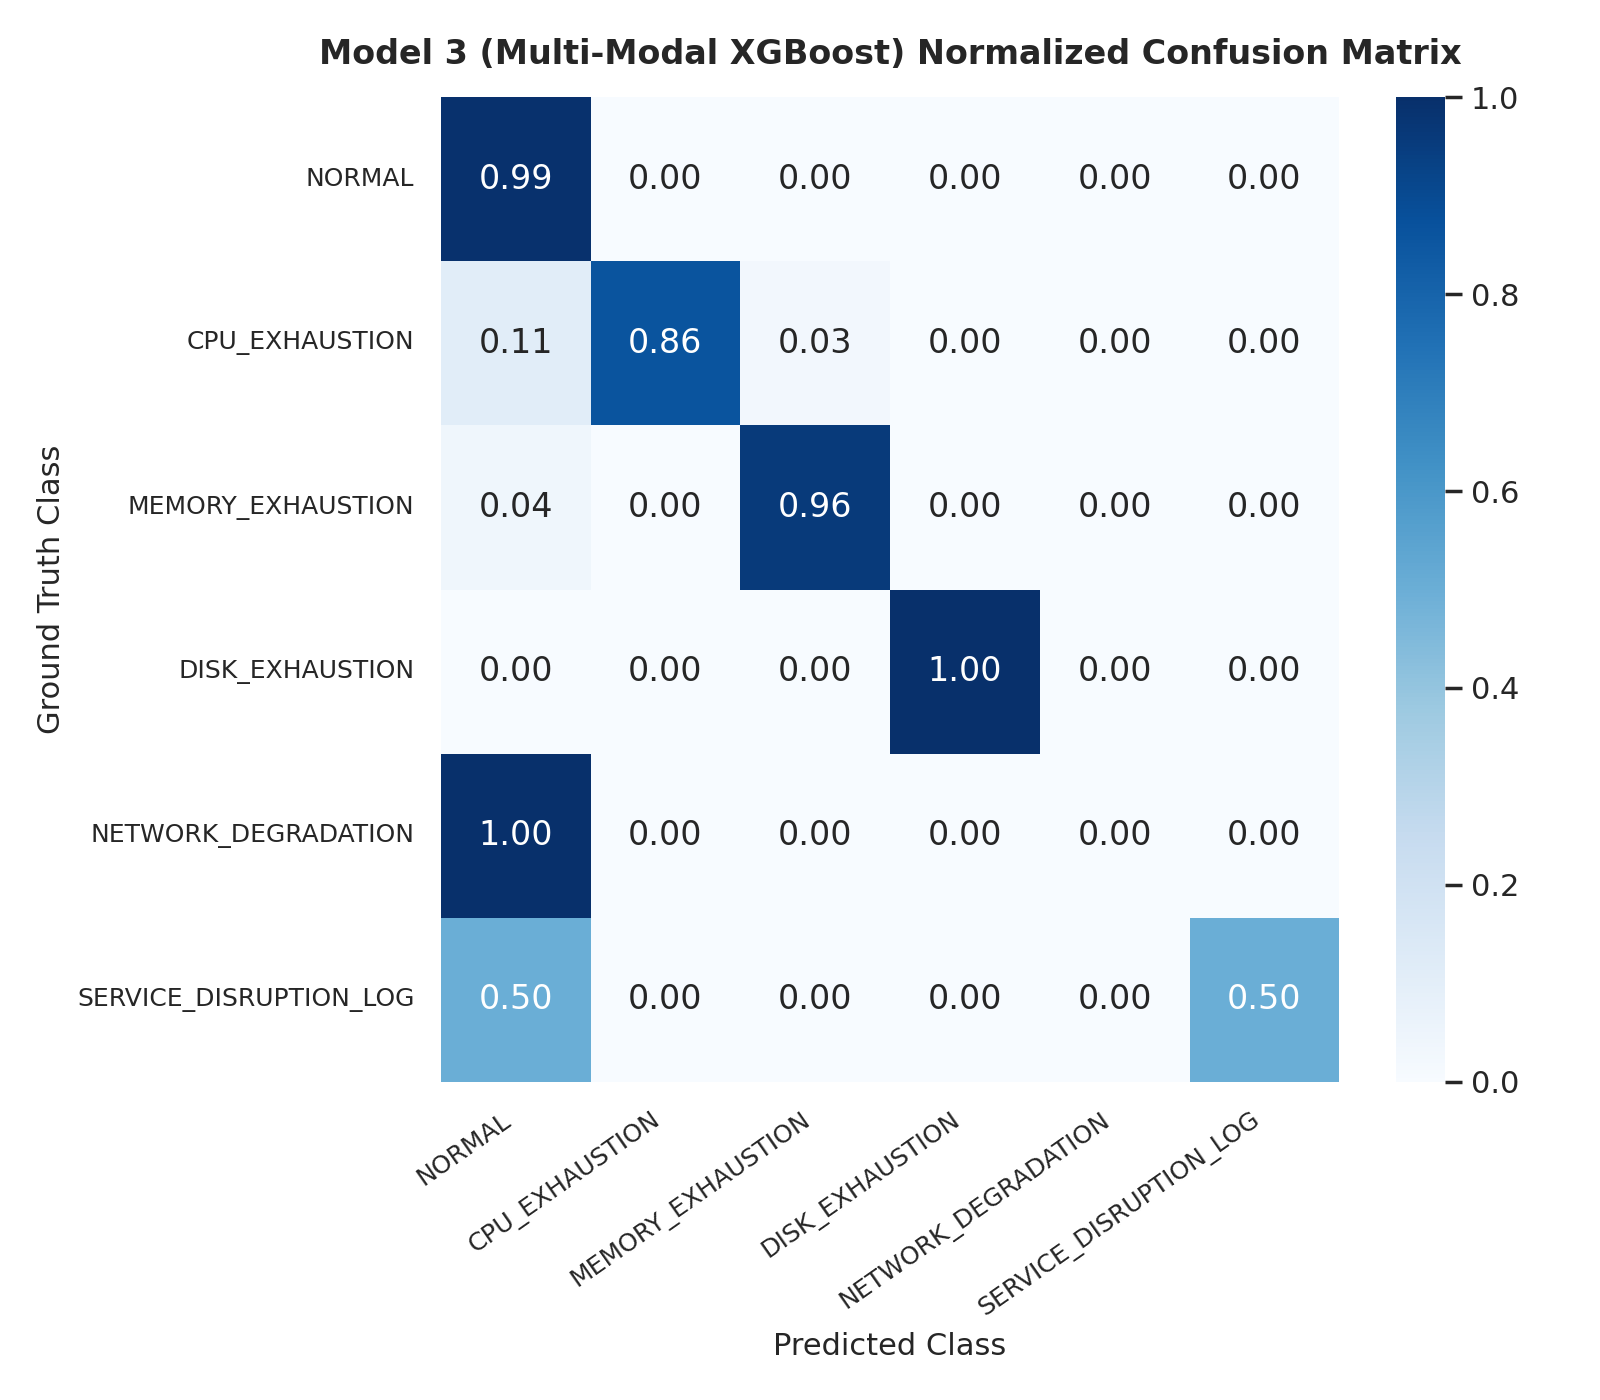 Model 3 (Multi-Modal XGBoost) Normalized Confusion Matrix
NORMAL 0.99 0.00 0.00 0.00 0.00 0.00
CPU_EXHAUSTION 0.11 0.86 0.03 0.00 0.00 0.00
MEMORY_EXHAUSTION 0.04 0.00 0.96 0.00 0.00 0.00
DISK_EXHAUSTION 0.00 0.00 0.00 1.00 0.00 0.00
NETWORK_DEGRADATION 1.00 0.00 0.00 0.00 0.00 0.00
SERVICE_DISRUPTION_LOG 0.50 0.00 0.00 0.00 0.00 0.50
Ground Truth Class
NORMAL
CPU_EXHAUSTION
MEMORY_EXHAUSTION
DISK_EXHAUSTION
NETWORK_DEGRADATION
SERVICE_DISRUPTION_LOG
Predicted Class
1.0
0.8
0.6
0.4
0.2
0.0